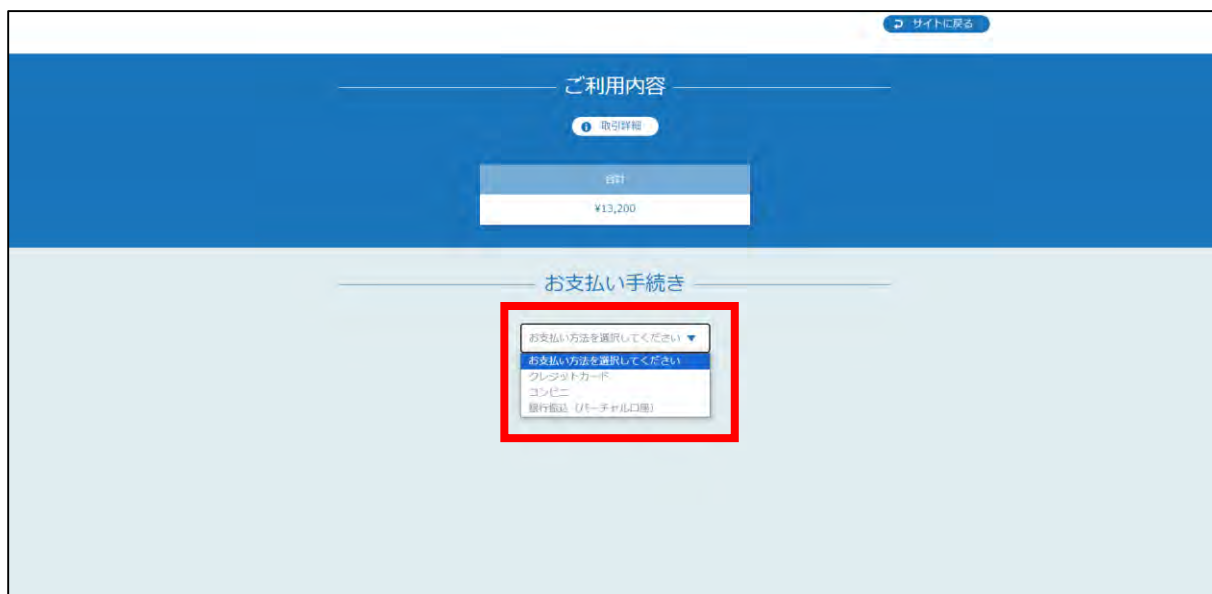 サイトに戻る
ご利用内容
取引詳細
合計
¥13,200
お支払い手続き
お支払い方法を選択してください
お支払い方法を選択してください
クレジットカード
コンビニ
銀行振込（バーチャル口座）